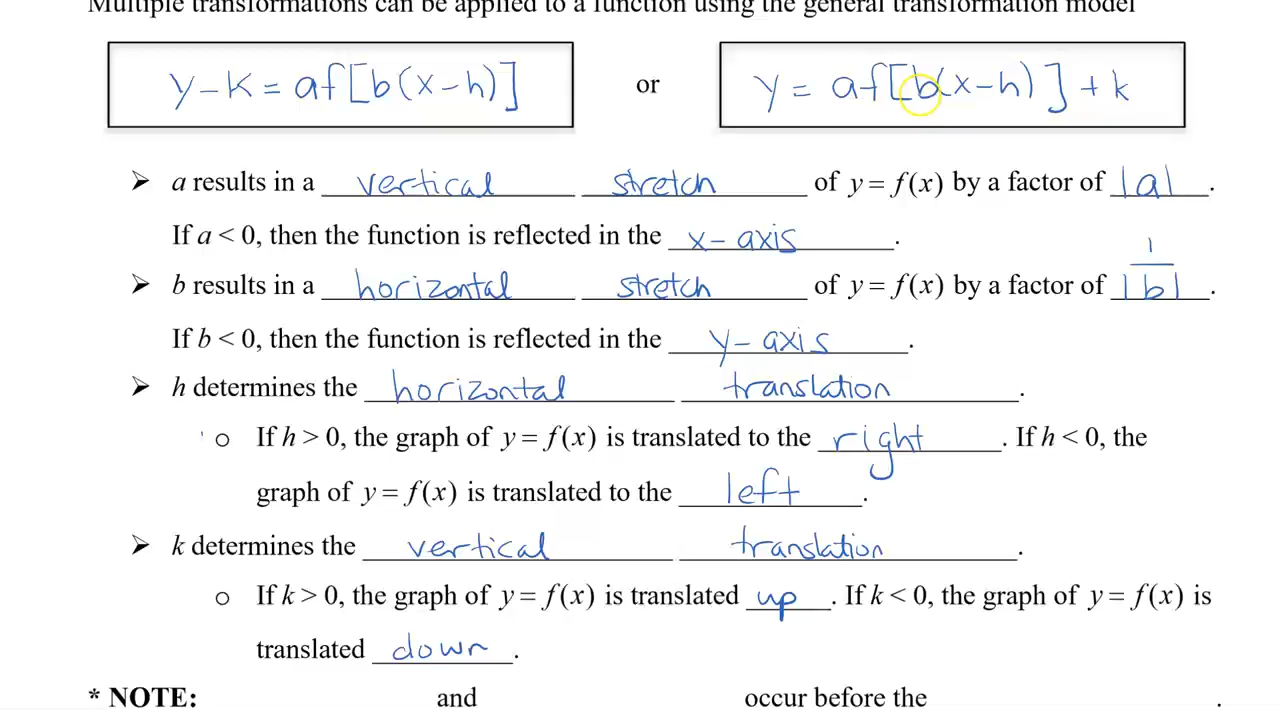 Multiple transformations can be applied to a function using the general transformation model
y - k = af[b(x-h)] or y = af[b(x-h)] + k
➢ a results in a vertical stretch of y = f(x) by a factor of |a|.
If a < 0, then the function is reflected in the x-axis.
➢ b results in a horizontal stretch of y = f(x) by a factor of 1/|b|.
If b < 0, then the function is reflected in the y-axis.
➢ h determines the horizontal translation.
o If h > 0, the graph of y = f(x) is translated to the right. If h < 0, the
graph of y = f(x) is translated to the left.
➢ k determines the vertical translation.
o If k > 0, the graph of y = f(x) is translated up. If k < 0, the graph of y = f(x) is
translated down.
* NOTE: ____________ and ____________ occur before the ____________.